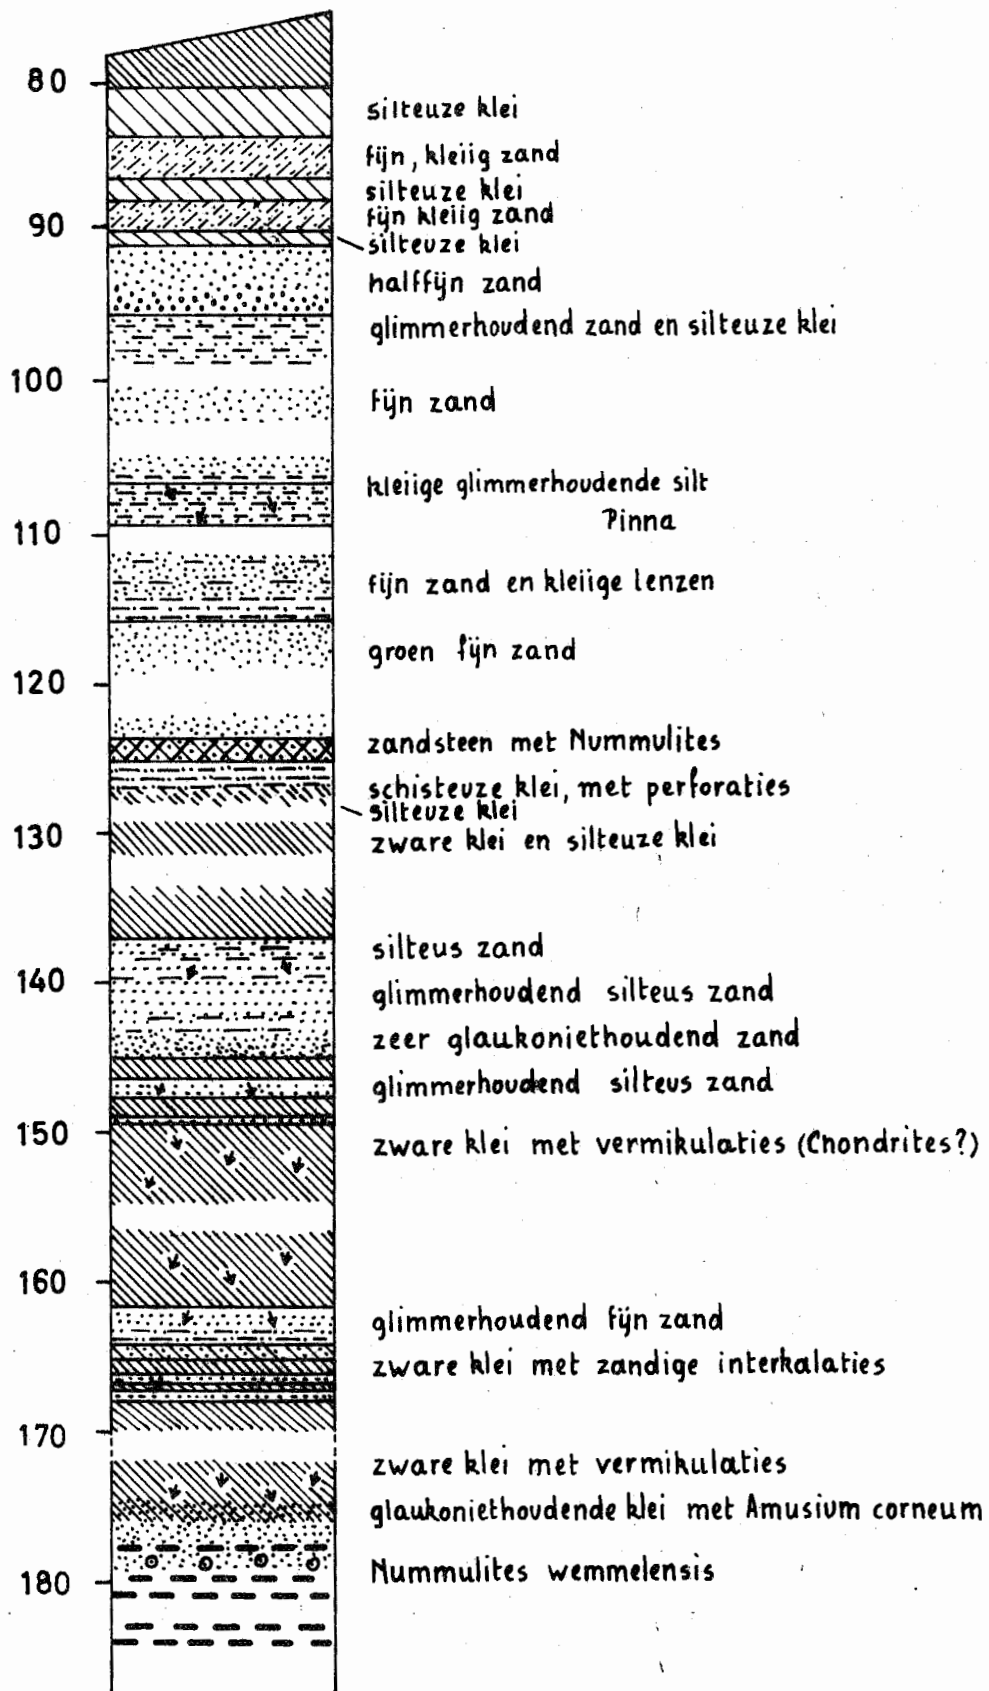 80
silteuze klei
fijn, kleiig zand
silteuze klei
fijn kleiig zand
90
silteuze klei
halffijn zand
glimmerhoudend zand en silteuze klei
100
fijn zand
kleiige glimmerhoudende silt
Pinna
110
fijn zand en kleiige lenzen
groen fijn zand
120
zandsteen met Nummulites
schisteuze klei, met perforaties
silteuze klei
130
zware klei en silteuze klei
silteus zand
140
glimmerhoudend silteus zand
zeer glaukoniethoudend zand
glimmerhoudend silteus zand
150
zware klei met vermikulaties (Chondrites?)
160
glimmerhoudend fijn zand
zware klei met zandige interkalaties
170
zware klei met vermikulaties
glaukoniethoudende klei met Amusium corneum
180
Nummulites wemmelensis